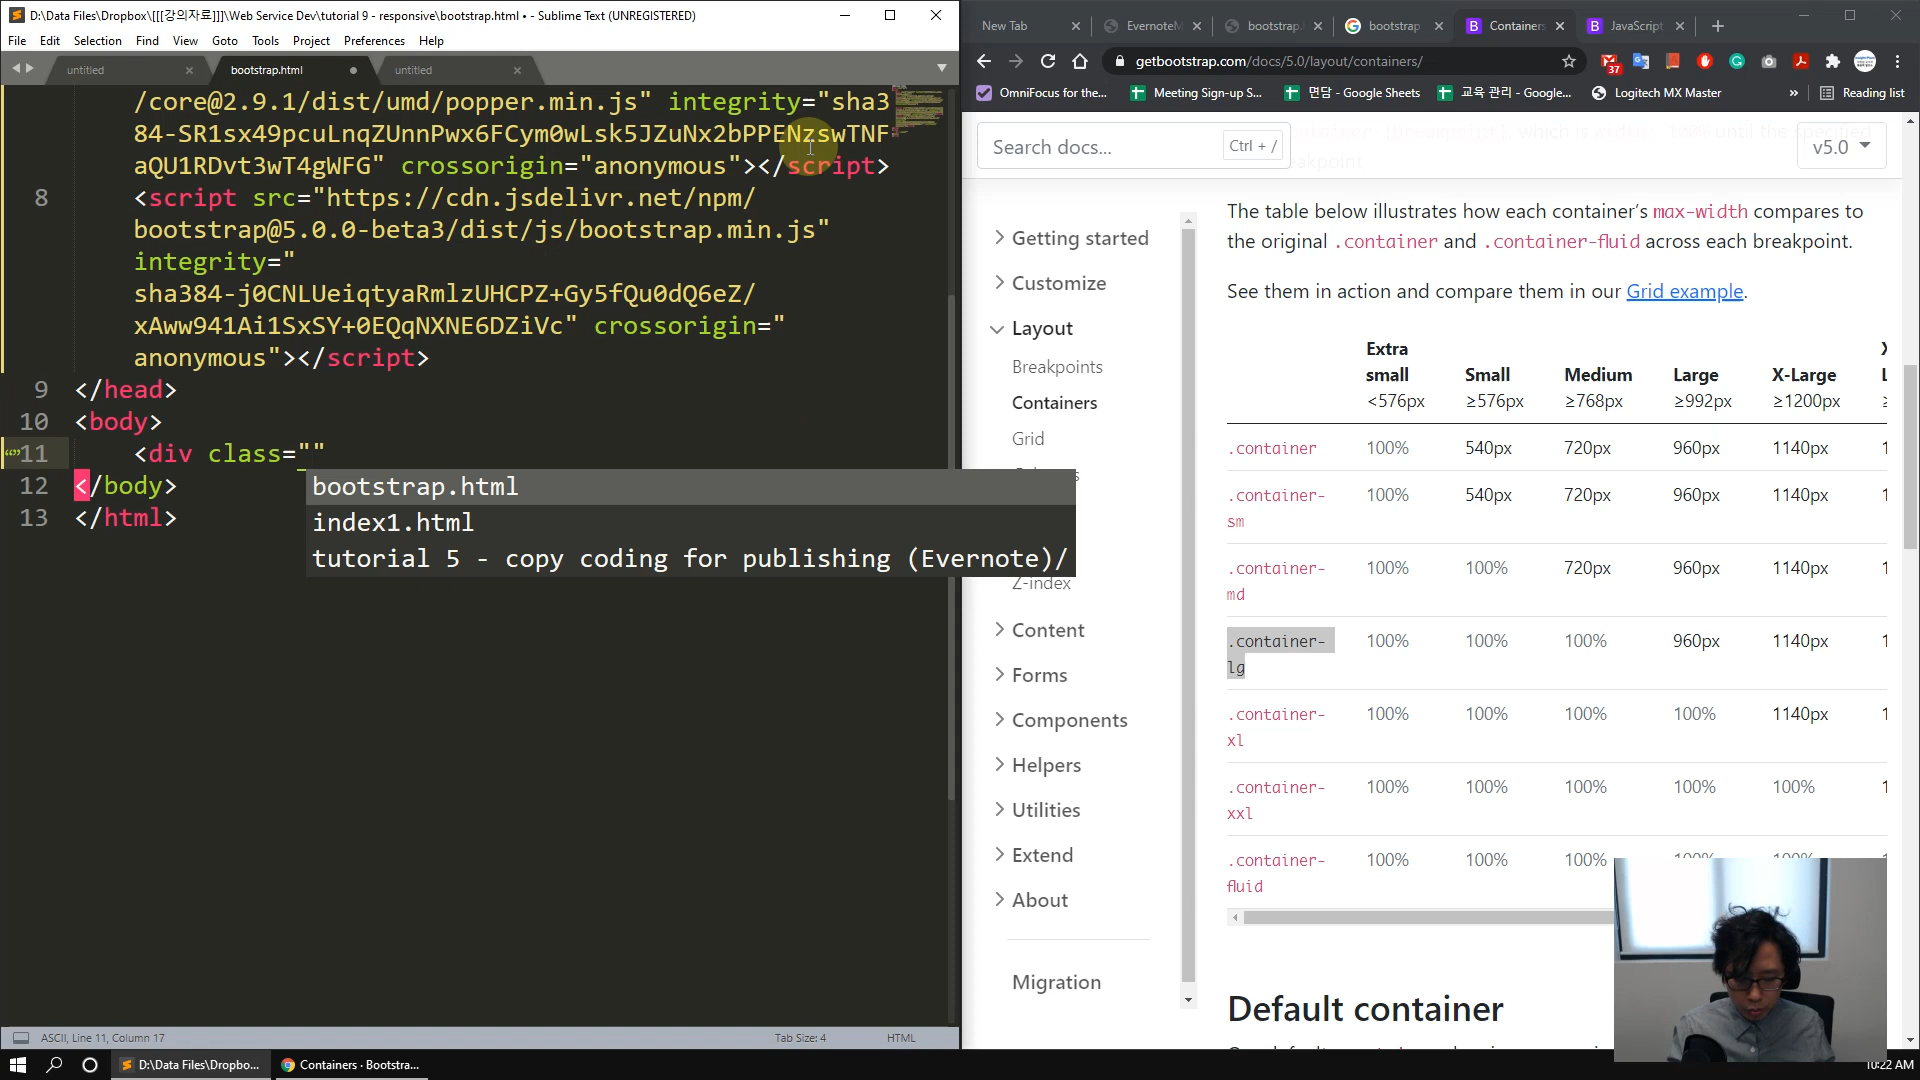 D:\Data Files\Dropbox\[[[강의자료]]]\Web Service Dev\tutorial 9 - responsive\bootstrap.html • - Sublime Text (UNREGISTERED)
File Edit Selection Find View Goto Tools Project Preferences Help
untitled bootstrap.html untitled
/core@2.9.1/dist/umd/popper.min.js" integrity="sha3
84-SR1sx49pcuLnqZUnnPwx6FCym0wLsk5JZuNx2bPPENzswTNF
aQU1RDvt3wT4gWFG" crossorigin="anonymous"></script>
8 <script src="https://cdn.jsdelivr.net/npm/
bootstrap@5.0.0-beta3/dist/js/bootstrap.min.js"
integrity="
sha384-j0CNLUeiqtyaRmlzUHCPZ+Gy5fQu0dQ6eZ/
xAww941Ai1SxSY+0EQqNXNE6DZiVc" crossorigin="
anonymous"></script>
9 </head>
10 <body>
11 <div class=""
12 </body>
13 </html>
bootstrap.html
index1.html
tutorial 5 - copy coding for publishing (Evernote)/
ASCII, Line 11, Column 17
Tab Size: 4
HTML
New Tab EvernoteM bootstrap. bootstrap Containers JavaScript
getbootstrap.com/docs/5.0/layout/containers/
37
OmniFocus for the... Meeting Sign-up S... 면담 - Google Sheets 교육 관리 - Google... Logitech MX Master » Reading list
Search docs... Ctrl + /
v5.0
Getting started
Customize
Layout
Breakpoints
Containers
Grid
Z-index
Content
Forms
Components
Helpers
Utilities
Extend
About
Migration
The table below illustrates how each container's max-width compares to
the original .container and .container-fluid across each breakpoint.
See them in action and compare them in our Grid example.
Extra small <576px
Small ≥576px
Medium ≥768px
Large ≥992px
X-Large ≥1200px
.container 100% 540px 720px 960px 1140px
.container-sm 100% 540px 720px 960px 1140px
.container-md 100% 100% 720px 960px 1140px
.container-lg 100% 100% 100% 960px 1140px
.container-xl 100% 100% 100% 100% 1140px
.container-xxl 100% 100% 100% 100% 100%
.container-fluid 100% 100% 100%
Default container
D:\Data Files\Dropbo...
Containers · Bootstra...
10:22 AM